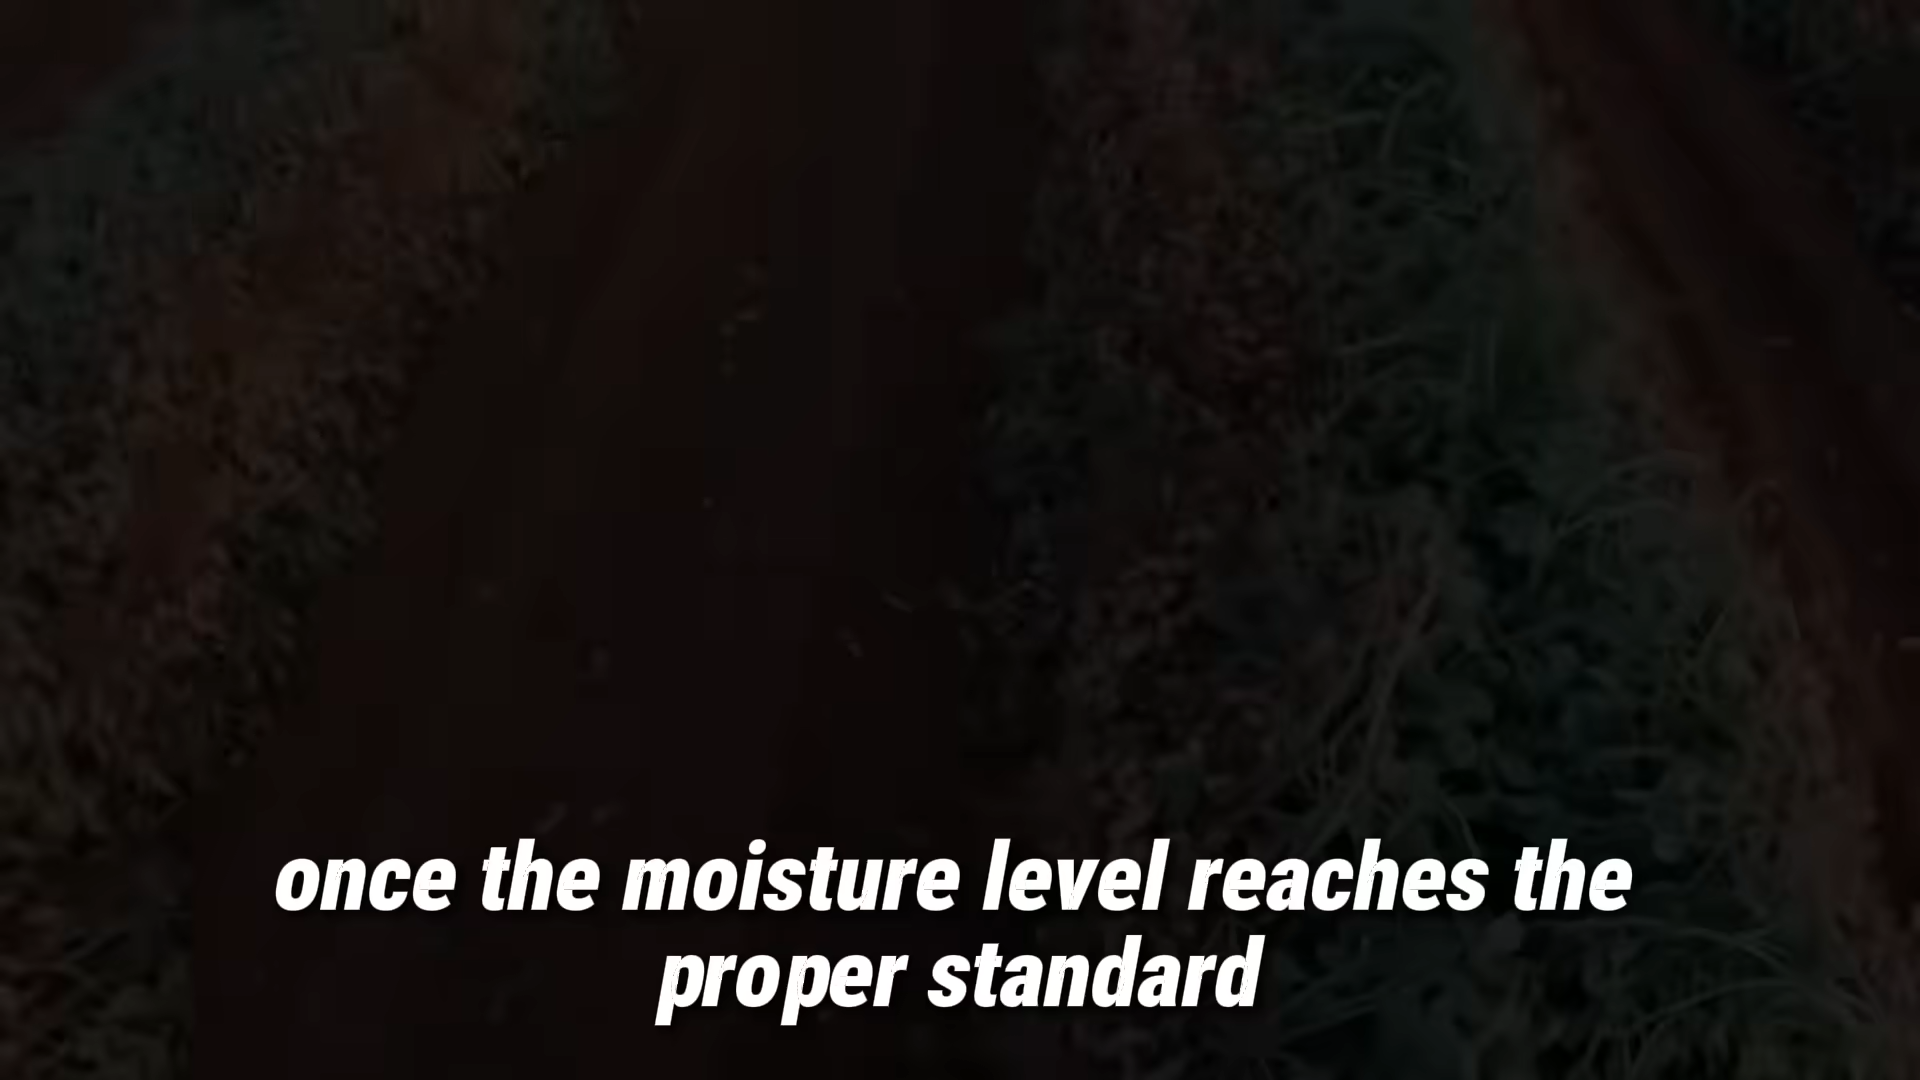 once the moisture level reaches the
proper standard